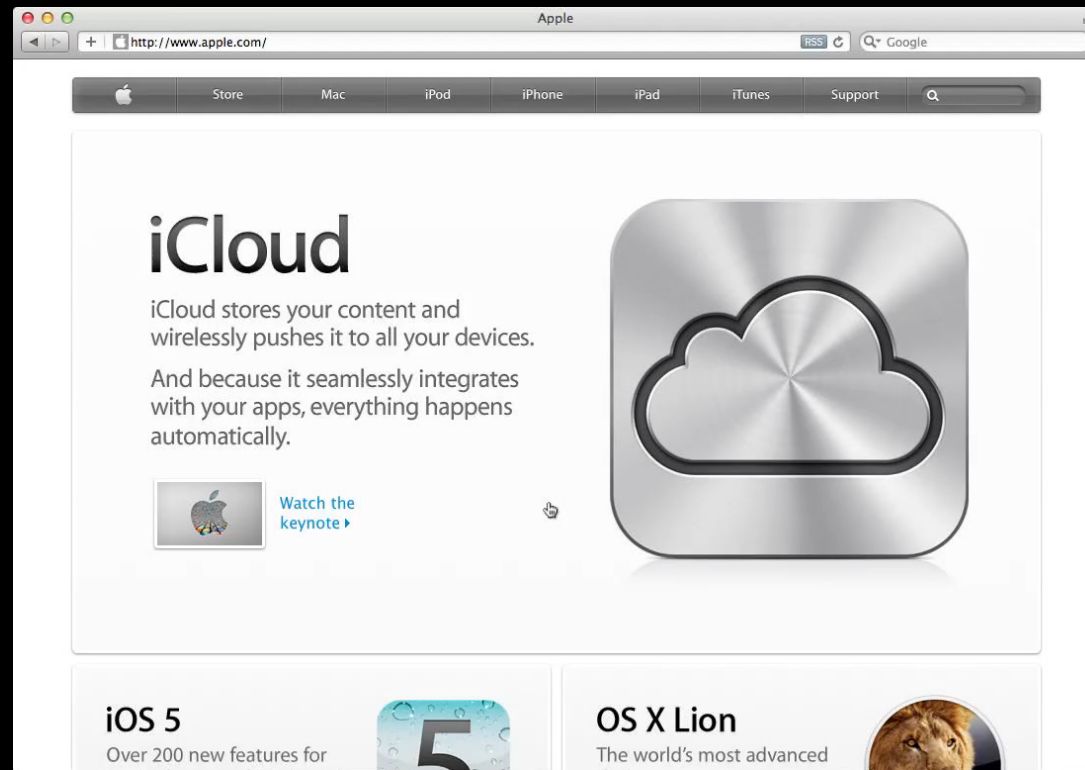 Apple
http://www.apple.com/
RSS
Google
Store
Mac
iPod
iPhone
iPad
iTunes
Support
iCloud
iCloud stores your content and
wirelessly pushes it to all your devices.
And because it seamlessly integrates
with your apps, everything happens
automatically.
Watch the
keynote
iOS 5
Over 200 new features for
5
OS X Lion
The world's most advanced